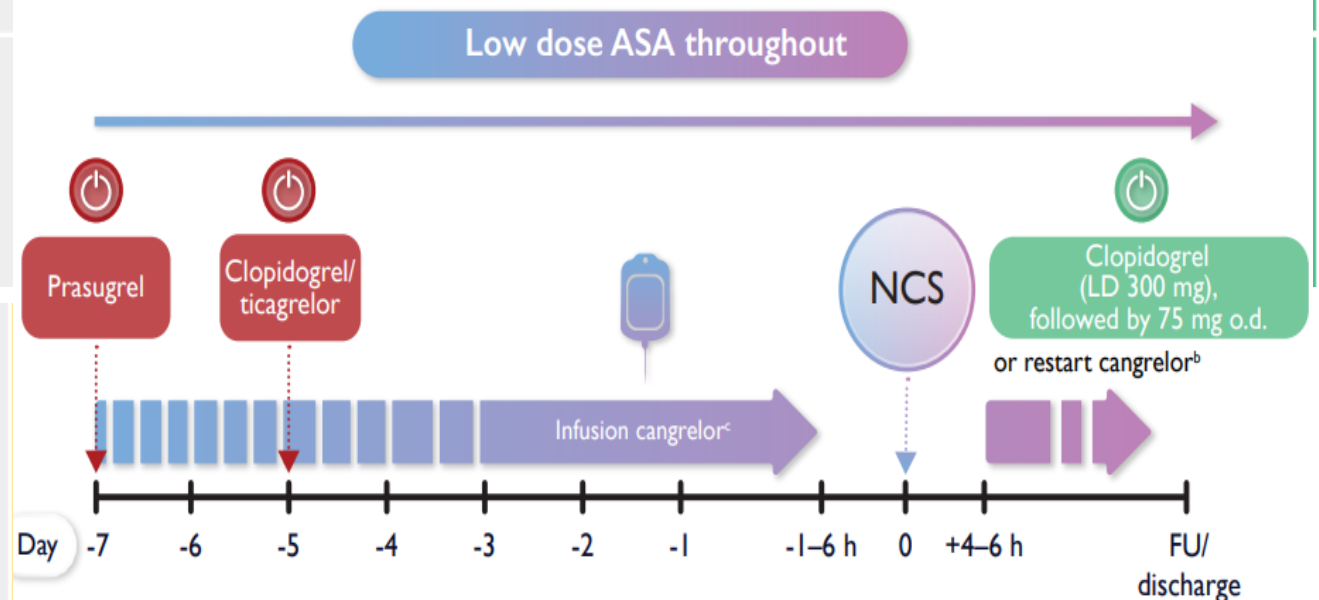 Low dose ASA throughout
Prasugrel
Clopidogrel/
ticagrelor
NCS
Clopidogrel
(LD 300 mg),
followed by 75 mg o.d.
or restart cangrelorᵇ
Infusion cangrelorᶜ
Day -7 -6 -5 -4 -3 -2 -1 -1–6 h 0 +4–6 h FU/
discharge